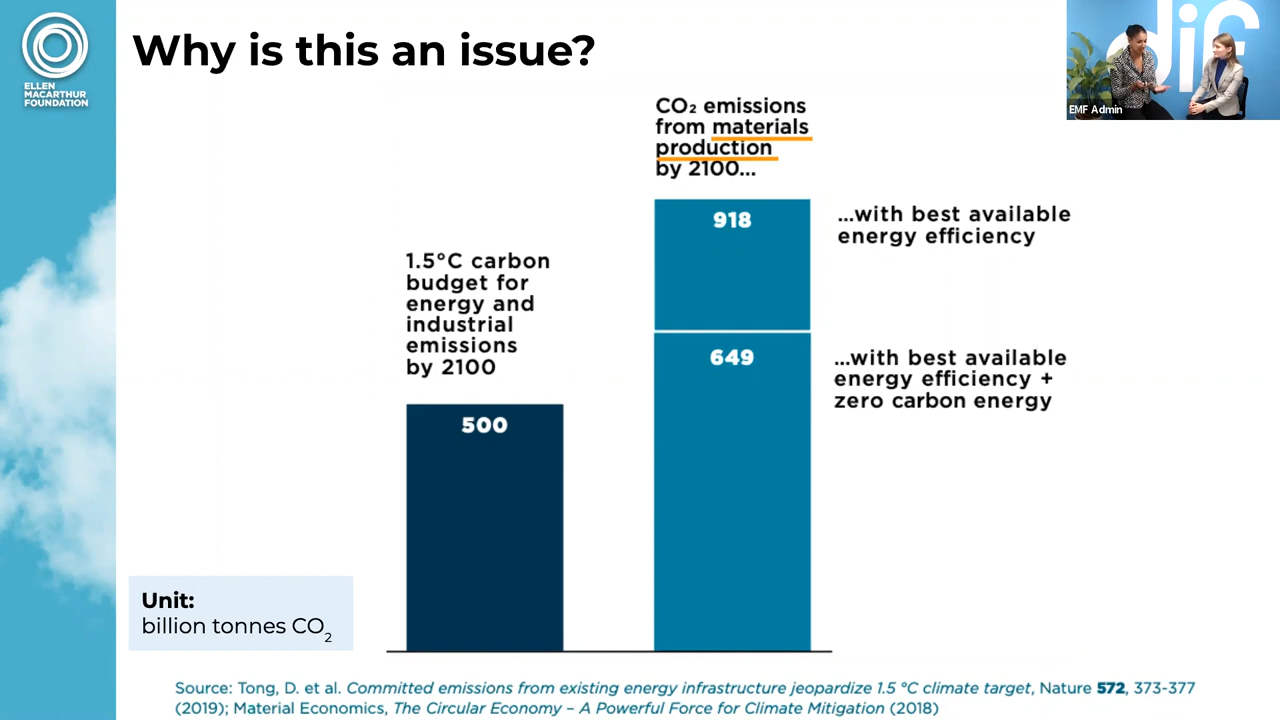 ELLEN
MACARTHUR
FOUNDATION
Why is this an issue?
dif
EMF Admin
CO₂ emissions
from materials
production
by 2100...
918
...with best available
energy efficiency
1.5°C carbon
budget for
energy and
industrial
emissions
by 2100
649
...with best available
energy efficiency +
zero carbon energy
500
Unit:
billion tonnes CO₂
Source: Tong, D. et al. Committed emissions from existing energy infrastructure jeopardize 1.5 °C climate target, Nature 572, 373-377
(2019); Material Economics, The Circular Economy – A Powerful Force for Climate Mitigation (2018)